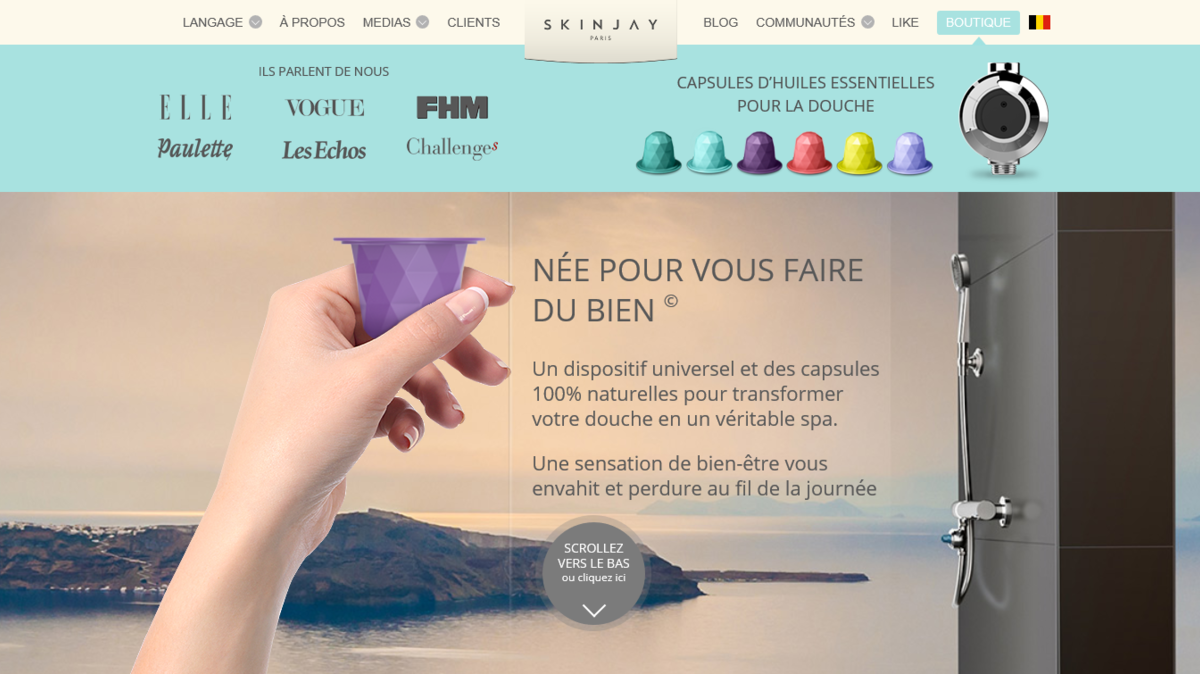 LANGAGE
À PROPOS
MEDIAS
CLIENTS
SKINJAY
PARIS
BLOG
COMMUNAUTÉS
LIKE
BOUTIQUE
ILS PARLENT DE NOUS
ELLE
VOGUE
FHM
Paulette
Les Echos
Challenges
CAPSULES D’HUILES ESSENTIELLES
POUR LA DOUCHE
NÉE POUR VOUS FAIRE
DU BIEN ©
Un dispositif universel et des capsules
100% naturelles pour transformer
votre douche en un véritable spa.
Une sensation de bien-être vous
envahit et perdure au fil de la journée
SCROLLEZ
VERS LE BAS
ou cliquez ici